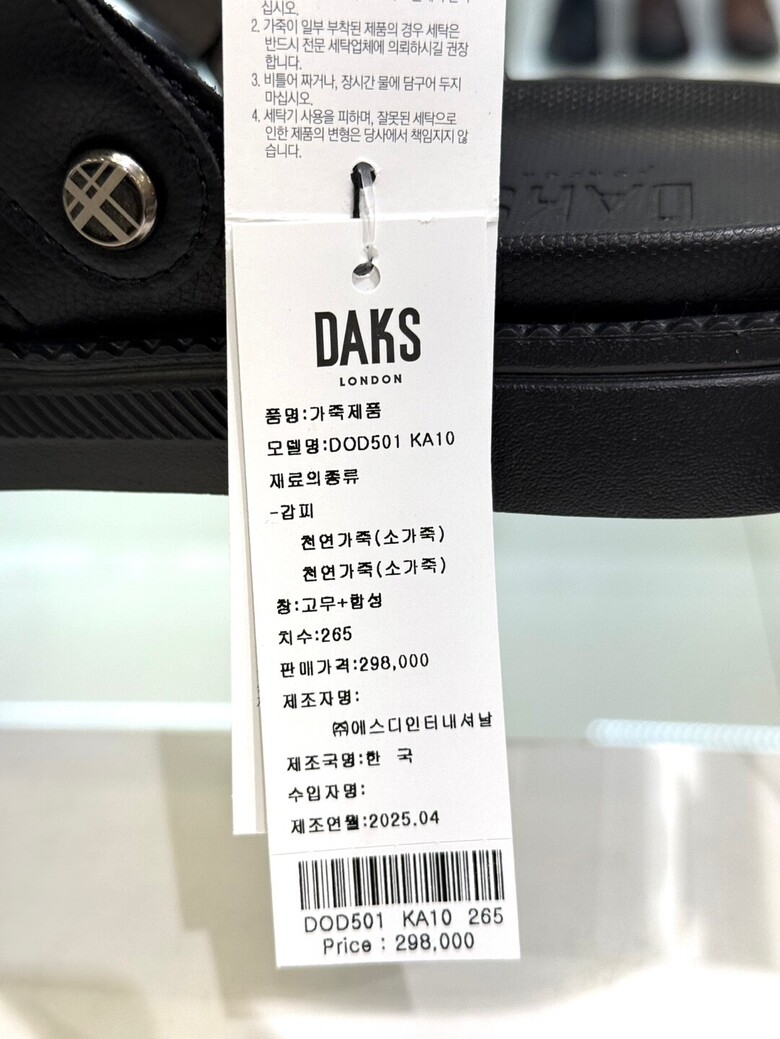 십시오.
2. 가죽이 일부 부착된 제품의 경우 세탁은
반드시 전문 세탁업체에 의뢰하시길 권장
합니다.
3. 비틀어 짜거나, 장시간 물에 담구어 두지
마십시오.
4. 세탁기 사용을 피하며, 잘못된 세탁으로
인한 제품의 변형은 당사에서 책임지지 않
습니다.
DAKS
DAKS
LONDON
품명:가죽제품
모델명:DOD501 KA10
재료의종류
-갑피
천연가죽(소가죽)
천연가죽(소가죽)
창:고무+합성
치수:265
판매가격:298,000
제조자명:
㈜에스디인터내셔날
제조국명:한 국
수입자명:
제조연월:2025.04
DOD501 KA10 265
Price : 298,000